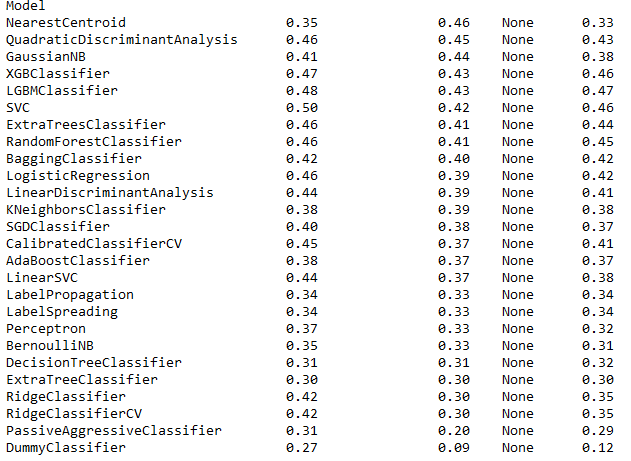 Model
NearestCentroid 0.35 0.46 None 0.33
QuadraticDiscriminantAnalysis 0.46 0.45 None 0.43
GaussianNB 0.41 0.44 None 0.38
XGBClassifier 0.47 0.43 None 0.46
LGBMClassifier 0.48 0.43 None 0.47
SVC 0.50 0.42 None 0.46
ExtraTreesClassifier 0.46 0.41 None 0.44
RandomForestClassifier 0.46 0.41 None 0.45
BaggingClassifier 0.42 0.40 None 0.42
LogisticRegression 0.46 0.39 None 0.42
LinearDiscriminantAnalysis 0.44 0.39 None 0.41
KNeighborsClassifier 0.38 0.39 None 0.38
SGDClassifier 0.40 0.38 None 0.37
CalibratedClassifierCV 0.45 0.37 None 0.41
AdaBoostClassifier 0.38 0.37 None 0.37
LinearSVC 0.44 0.37 None 0.38
LabelPropagation 0.34 0.33 None 0.34
LabelSpreading 0.34 0.33 None 0.34
Perceptron 0.37 0.33 None 0.32
BernoulliNB 0.35 0.33 None 0.31
DecisionTreeClassifier 0.31 0.31 None 0.32
ExtraTreeClassifier 0.30 0.30 None 0.30
RidgeClassifier 0.42 0.30 None 0.35
RidgeClassifierCV 0.42 0.30 None 0.35
PassiveAggressiveClassifier 0.31 0.20 None 0.29
DummyClassifier 0.27 0.09 None 0.12